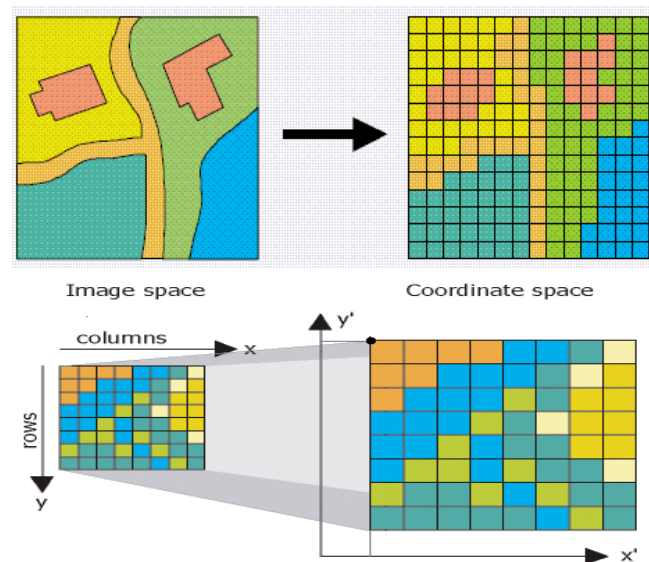 Image space
Coordinate space
columns
x
y'
rows
y
x'